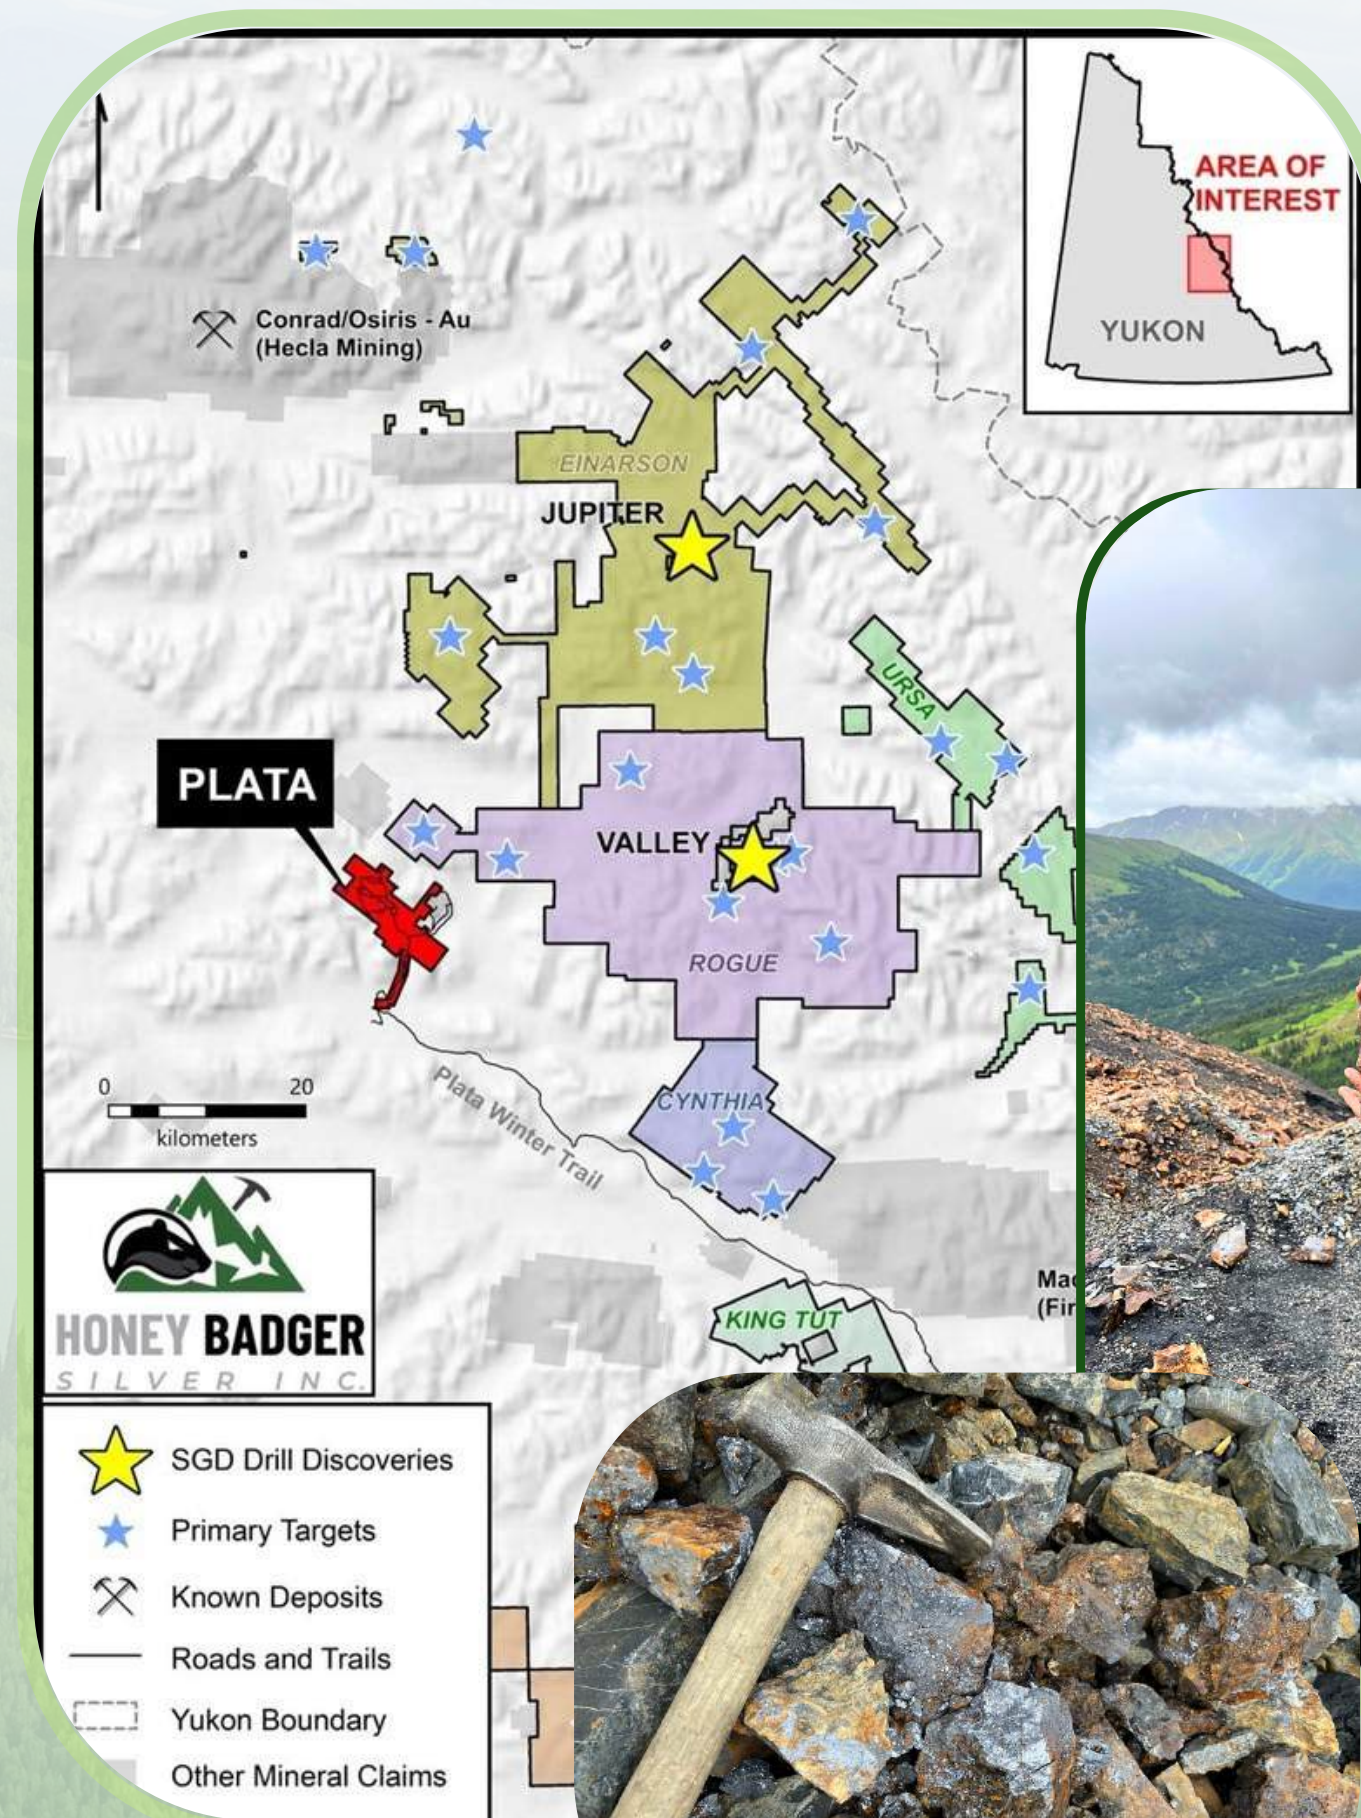 AREA OF
INTEREST
YUKON
Conrad/Osiris - Au
(Hecla Mining)
EINARSON
JUPITER
URSA
PLATA
VALLEY
ROGUE
0 20
kilometers
Plata Winter Trail
CYNTHIA
KING TUT
HONEY BADGER
SILVER INC.
SGD Drill Discoveries
Primary Targets
Known Deposits
Roads and Trails
Yukon Boundary
Other Mineral Claims